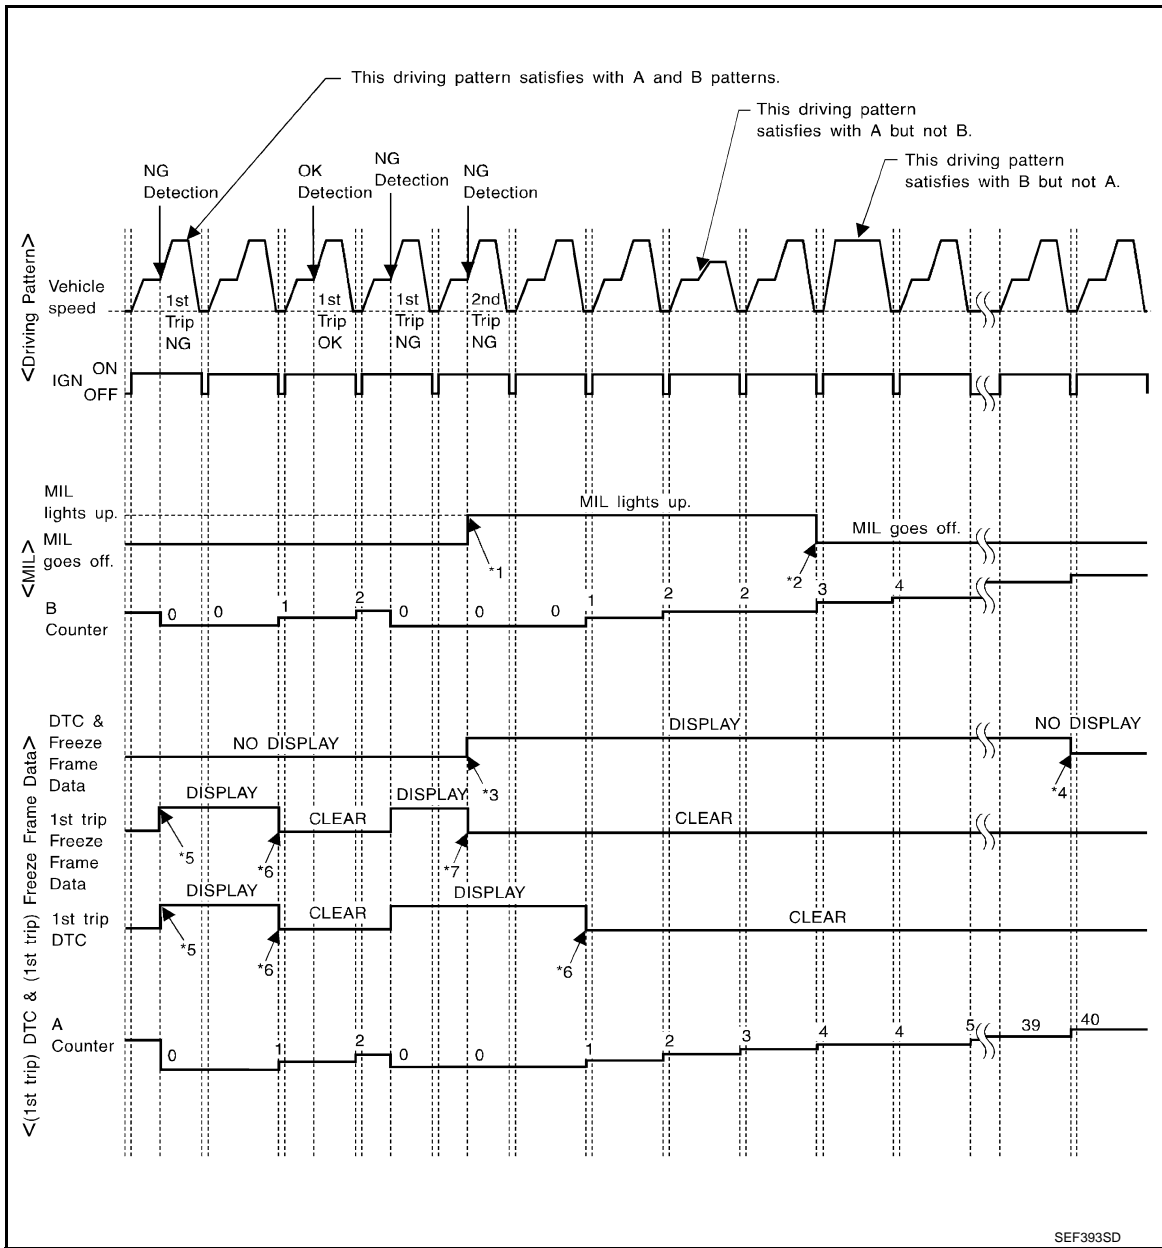 This driving pattern satisfies with A and B patterns.
This driving pattern
satisfies with A but not B.
This driving pattern
satisfies with B but not A.
NG
Detection
OK
Detection
NG
Detection
NG
Detection
<Driving Pattern>
Vehicle
speed
1st
Trip
NG
1st
Trip
OK
1st
Trip
NG
2nd
Trip
NG
IGN
ON
OFF
<MIL>
MIL
lights up.
MIL
goes off.
MIL lights up.
MIL goes off.
*1
*2
B
Counter
0 0 1 2 0 0 0 1 2 2 3 4
<(1st trip) DTC & (1st trip) Freeze Frame Data>
DTC &
Freeze
Frame
Data
NO DISPLAY
DISPLAY
NO DISPLAY
*3
*4
1st trip
Freeze
Frame
Data
DISPLAY
CLEAR
DISPLAY
CLEAR
*5
*6
*7
1st trip
DTC
DISPLAY
CLEAR
DISPLAY
CLEAR
*5
*6
*6
A
Counter
0 1 2 0 0 1 2 3 4 4 5 39 40
SEF393SD